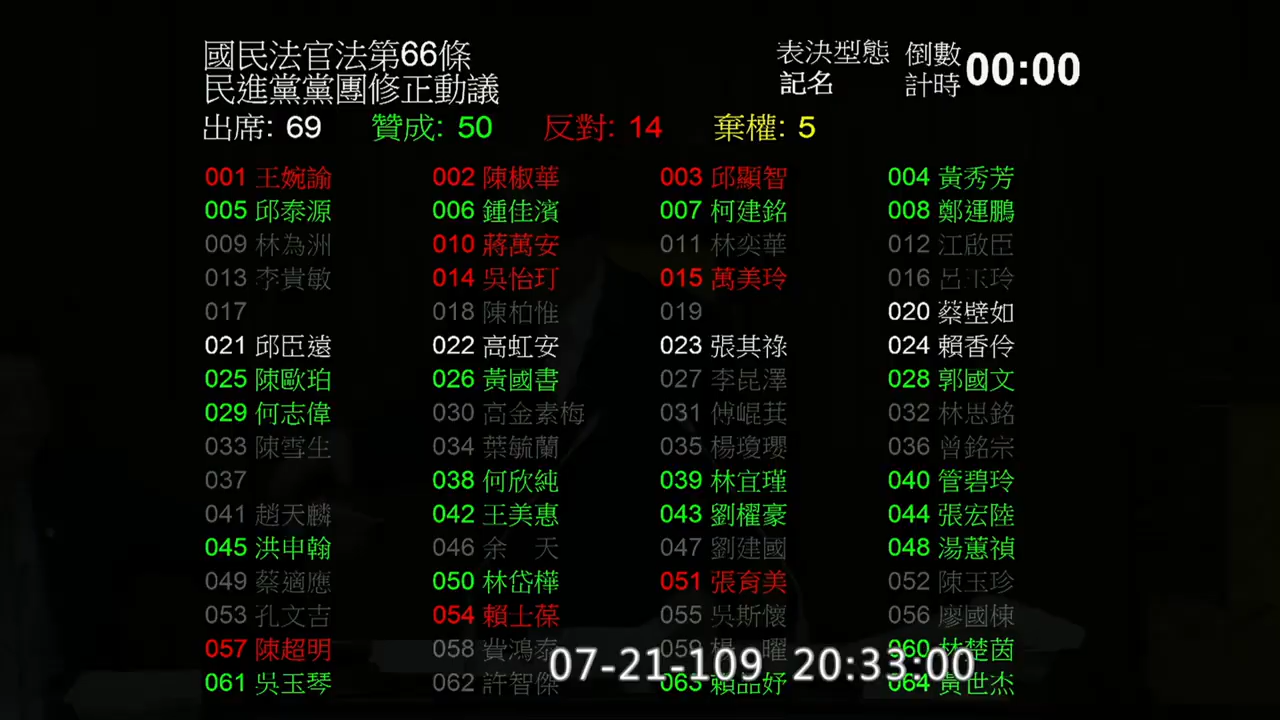 國民法官法第66條
民進黨黨團修正動議
表決型態 記名
倒數計時 00:00
出席: 69 贊成: 50 反對: 14 棄權: 5
001 王婉諭 002 陳椒華 003 邱顯智 004 黃秀芳
005 邱泰源 006 鍾佳濱 007 柯建銘 008 鄭運鵬
009 林為洲 010 蔣萬安 011 林奕華 012 江啟臣
013 李貴敏 014 吳怡玎 015 萬美玲 016 呂玉玲
017 018 陳柏惟 019 020 蔡壁如
021 邱臣遠 022 高虹安 023 張其祿 024 賴香伶
025 陳歐珀 026 黃國書 027 李昆澤 028 郭國文
029 何志偉 030 高金素梅 031 傅崐萁 032 林思銘
033 陳雪生 034 葉毓蘭 035 楊瓊瓔 036 曾銘宗
037 038 何欣純 039 林宜瑾 040 管碧玲
041 趙天麟 042 王美惠 043 劉櫂豪 044 張宏陸
045 洪申翰 046 余 天 047 劉建國 048 湯蕙禎
049 蔡適應 050 林岱樺 051 張育美 052 陳玉珍
053 孔文吉 054 賴士葆 055 吳斯懷 056 廖國棟
057 陳超明 058 費鴻泰 059 楊 曜 060 林楚茵
061 吳玉琴 062 許智傑 063 賴品妤 064 黃世杰
07-21-109 20:33:00